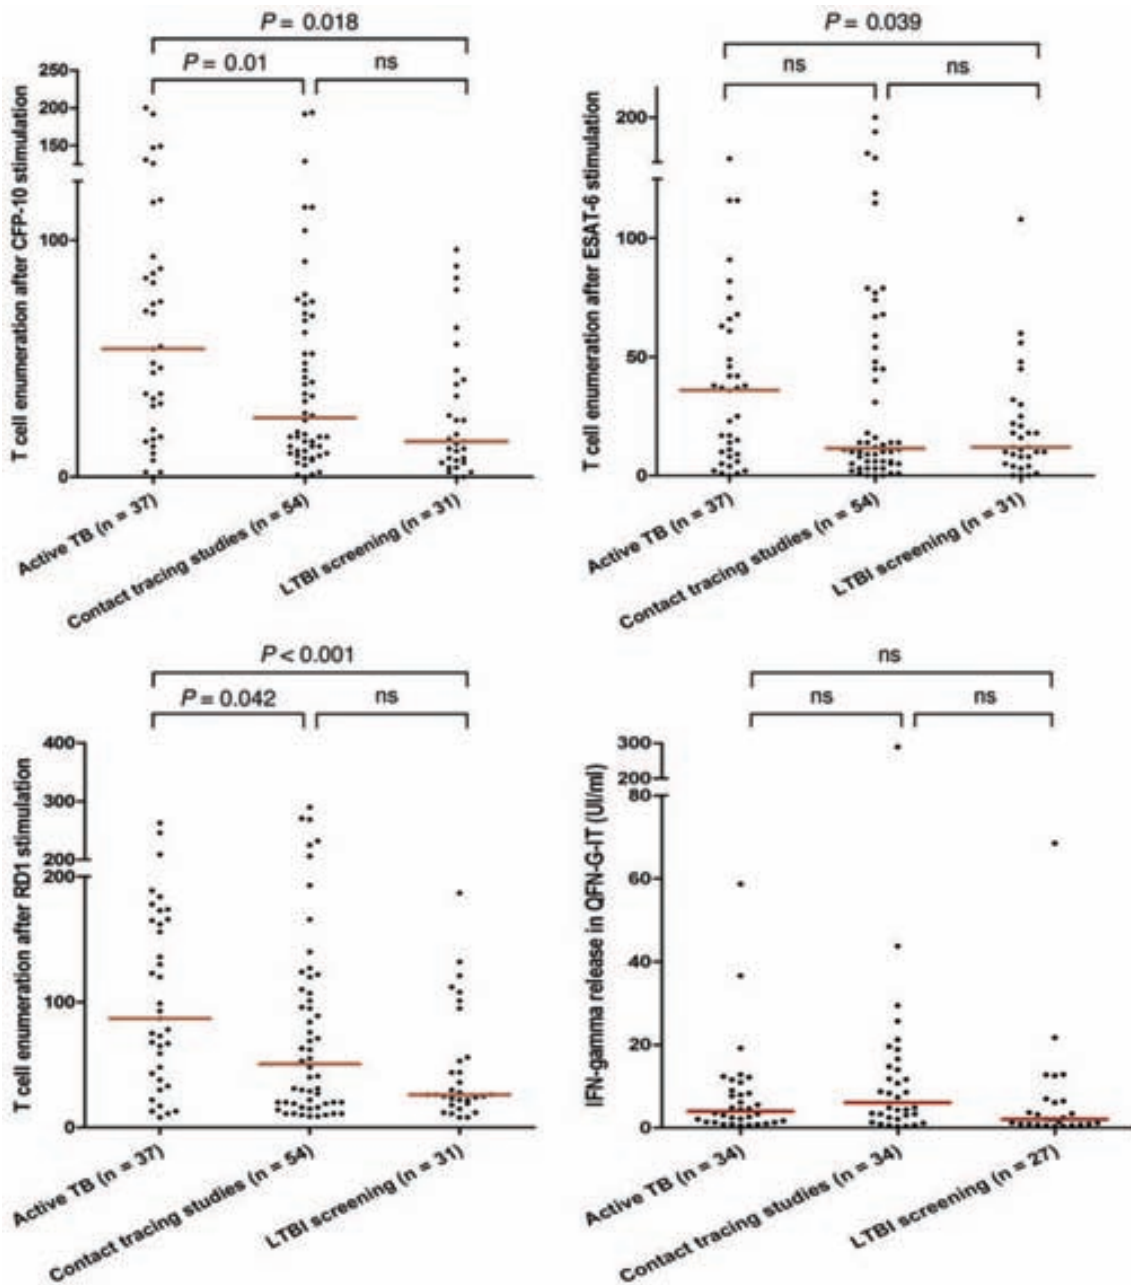 P = 0.018
P = 0.01
ns
T cell enumeration after CFP-10 stimulation
250
200
150
100
0
Active TB (n = 37)
Contact tracing studies (n = 54)
LTBI screening (n = 31)
P = 0.039
ns
ns
T cell enumeration after ESAT-6 stimulation
200
100
50
0
Active TB (n = 37)
Contact tracing studies (n = 54)
LTBI screening (n = 31)
P < 0.001
P = 0.042
ns
T cell enumeration after RD1 stimulation
400
300
200
200
100
0
Active TB (n = 37)
Contact tracing studies (n = 54)
LTBI screening (n = 31)
ns
ns
ns
IFN-gamma release in QFN-G-IT (UI/ml)
300
200
80
60
40
20
0
Active TB (n = 34)
Contact tracing studies (n = 34)
LTBI screening (n = 27)